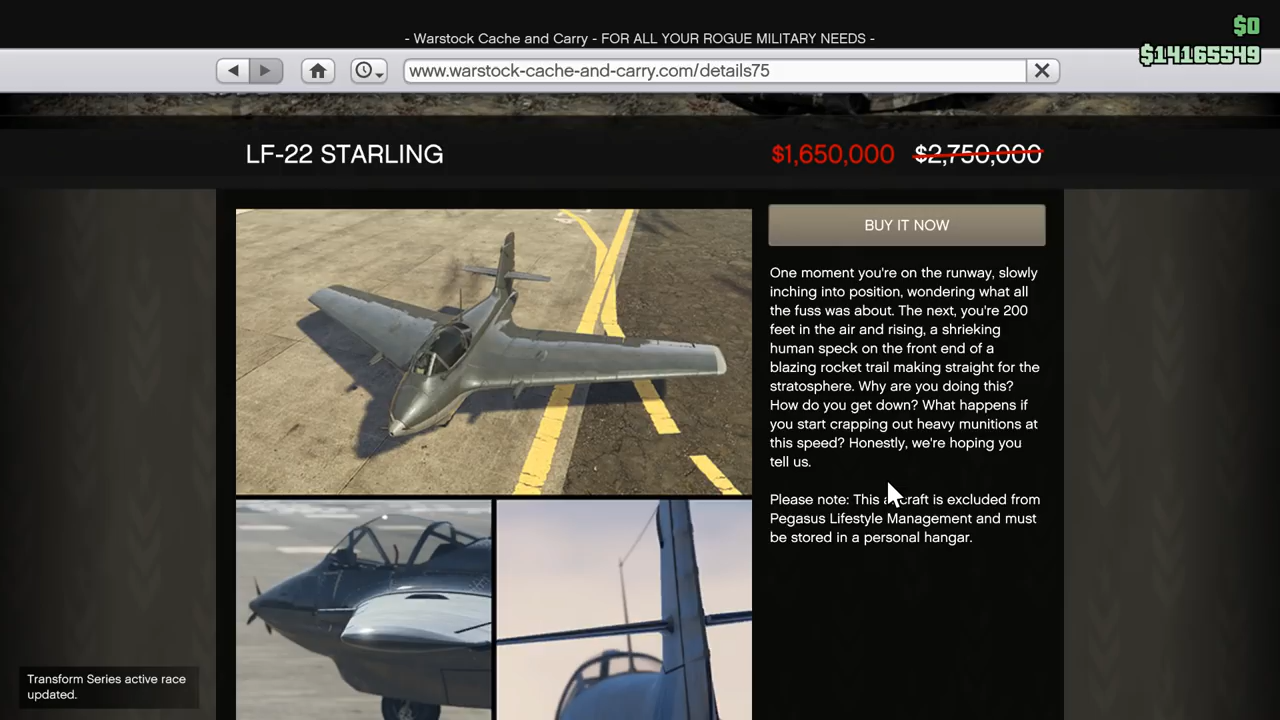 $0
- Warstock Cache and Carry - FOR ALL YOUR ROGUE MILITARY NEEDS -
$14165549
www.warstock-cache-and-carry.com/details75
LF-22 STARLING
$1,650,000 $2,750,000
BUY IT NOW
One moment you're on the runway, slowly
inching into position, wondering what all
the fuss was about. The next, you're 200
feet in the air and rising, a shrieking
human speck on the front end of a
blazing rocket trail making straight for the
stratosphere. Why are you doing this?
How do you get down? What happens if
you start crapping out heavy munitions at
this speed? Honestly, we're hoping you
tell us.
Please note: This aircraft is excluded from
Pegasus Lifestyle Management and must
be stored in a personal hangar.
Transform Series active race
updated.